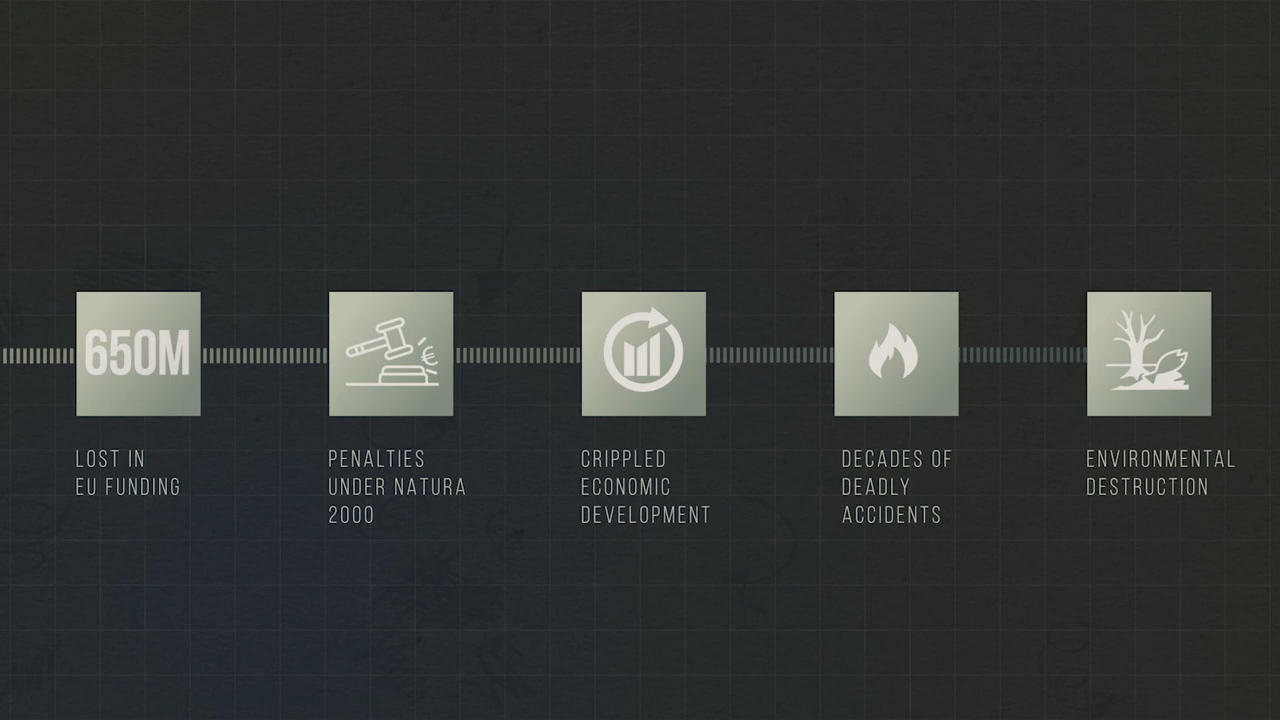 650M
LOST IN
EU FUNDING
€
PENALTIES
UNDER NATURA
2000
CRIPPLED
ECONOMIC
DEVELOPMENT
DECADES OF
DEADLY
ACCIDENTS
ENVIRONMENTAL
DESTRUCTION